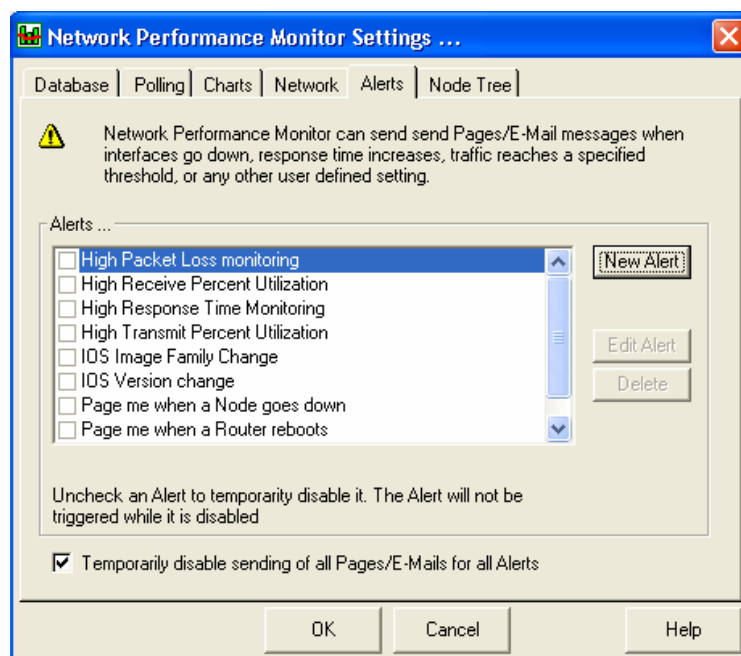 Network Performance Monitor Settings ...
Database Polling Charts Network Alerts Node Tree
Network Performance Monitor can send send Pages/E-Mail messages when
interfaces go down, response time increases, traffic reaches a specified
threshold, or any other user defined setting.
Alerts ...
High Packet Loss monitoring
High Receive Percent Utilization
High Response Time Monitoring
High Transmit Percent Utilization
IOS Image Family Change
IOS Version change
Page me when a Node goes down
Page me when a Router reboots
New Alert
Edit Alert
Delete
Uncheck an Alert to temporarity disable it. The Alert will not be
triggered while it is disabled
Temporarily disable sending of all Pages/E-Mails for all Alerts
OK Cancel Help